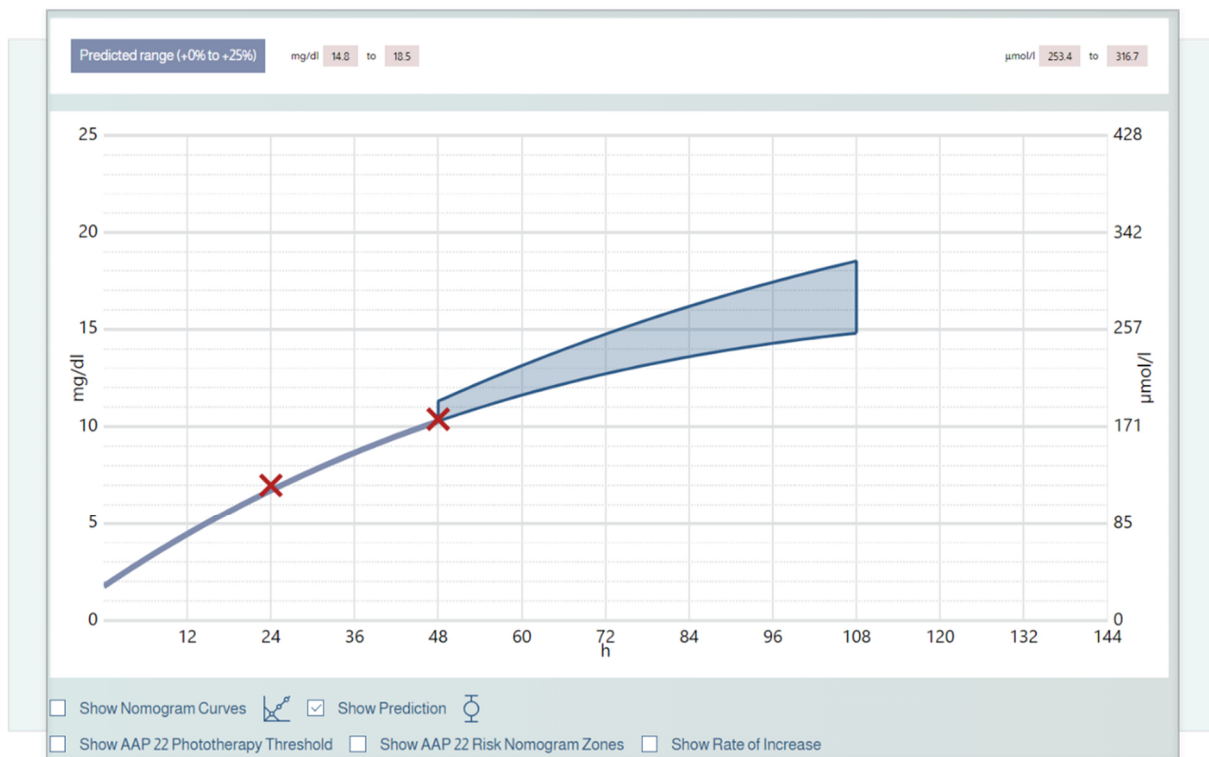 Predicted range (+0% to +25%) mg/dl 14.8 to 18.5 μmol/l 253.4 to 316.7
25 428
20 342
15 257
mg/dl μmol/l
10 171
5 85
0 0
12 24 36 48 60 72 84 96 108 120 132 144
h
Show Nomogram Curves Show Prediction
Show AAP 22 Phototherapy Threshold Show AAP 22 Risk Nomogram Zones Show Rate of Increase